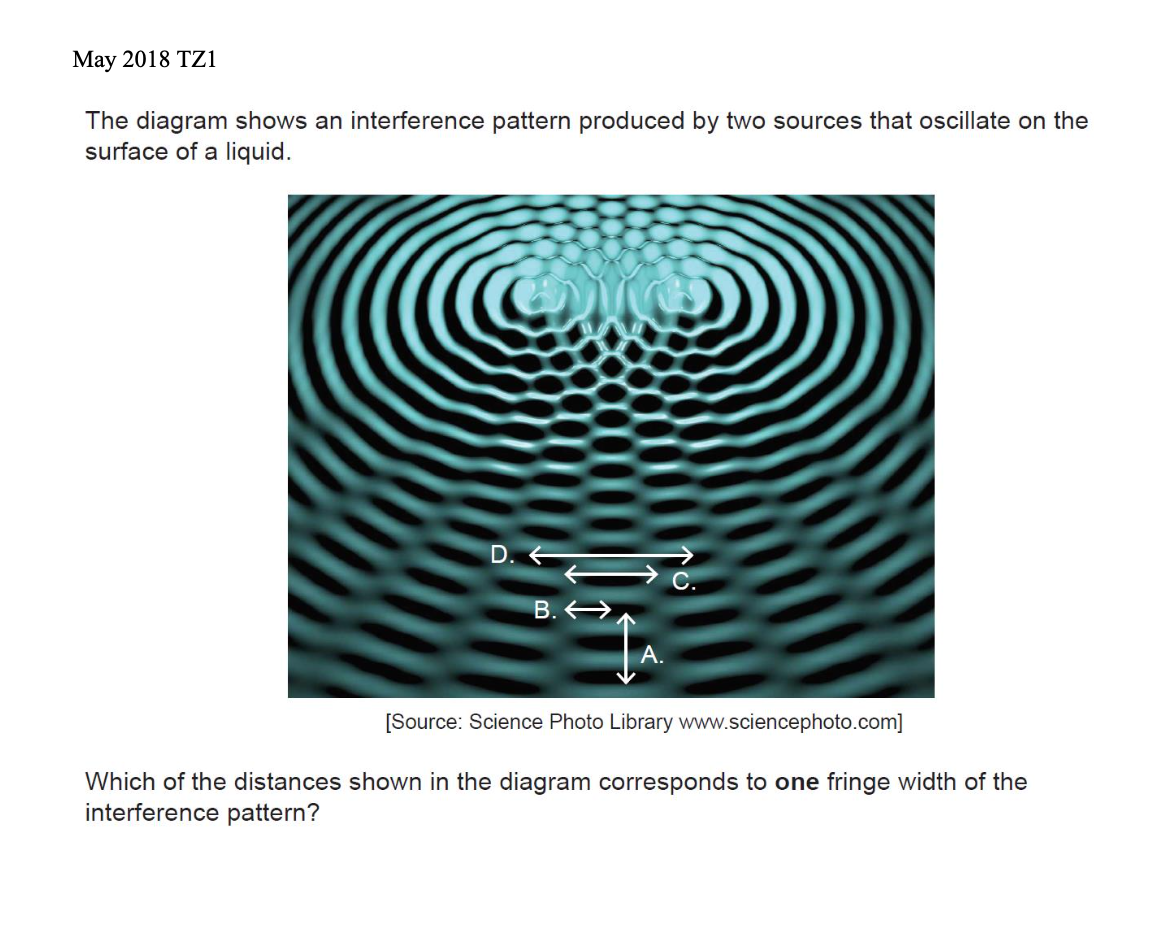 May 2018 TZ1
The diagram shows an interference pattern produced by two sources that oscillate on the
surface of a liquid.
D.
C.
B.
A.
[Source: Science Photo Library www.sciencephoto.com]
Which of the distances shown in the diagram corresponds to one fringe width of the
interference pattern?